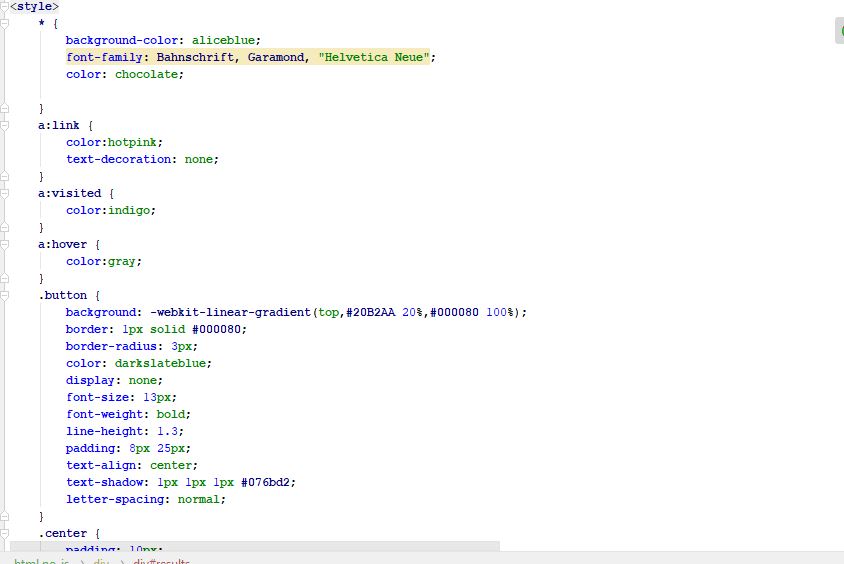 <style>
* {
background-color: aliceblue;
font-family: Bahnschrift, Garamond, "Helvetica Neue";
color: chocolate;
}
a:link {
color:hotpink;
text-decoration: none;
}
a:visited {
color:indigo;
}
a:hover {
color:gray;
}
.button {
background: -webkit-linear-gradient(top,#20B2AA 20%,#000080 100%);
border: 1px solid #000080;
border-radius: 3px;
color: darkslateblue;
display: none;
font-size: 13px;
font-weight: bold;
line-height: 1.3;
padding: 8px 25px;
text-align: center;
text-shadow: 1px 1px 1px #076bd2;
letter-spacing: normal;
}
.center {
padding: 10px;
html.no-js > div > div#results